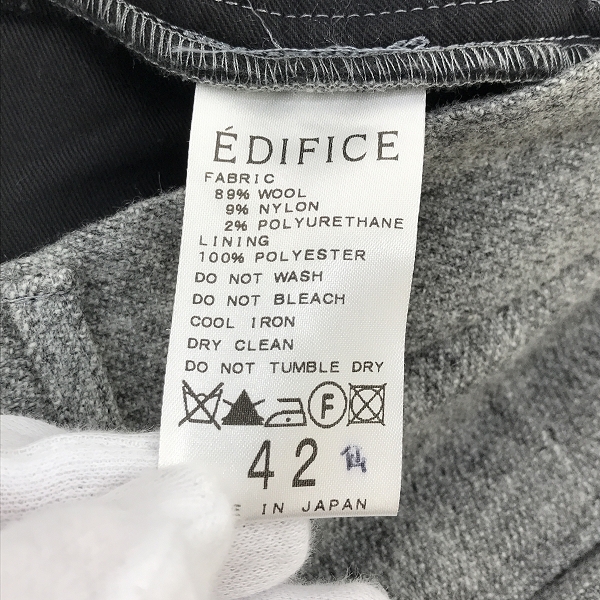 ÉDIFICE
FABRIC
89% WOOL
9% NYLON
2% POLYURETHANE
LINING
100% POLYESTER
DO NOT WASH
DO NOT BLEACH
COOL IRON
DRY CLEAN
DO NOT TUMBLE DRY
F
42
IN JAPAN